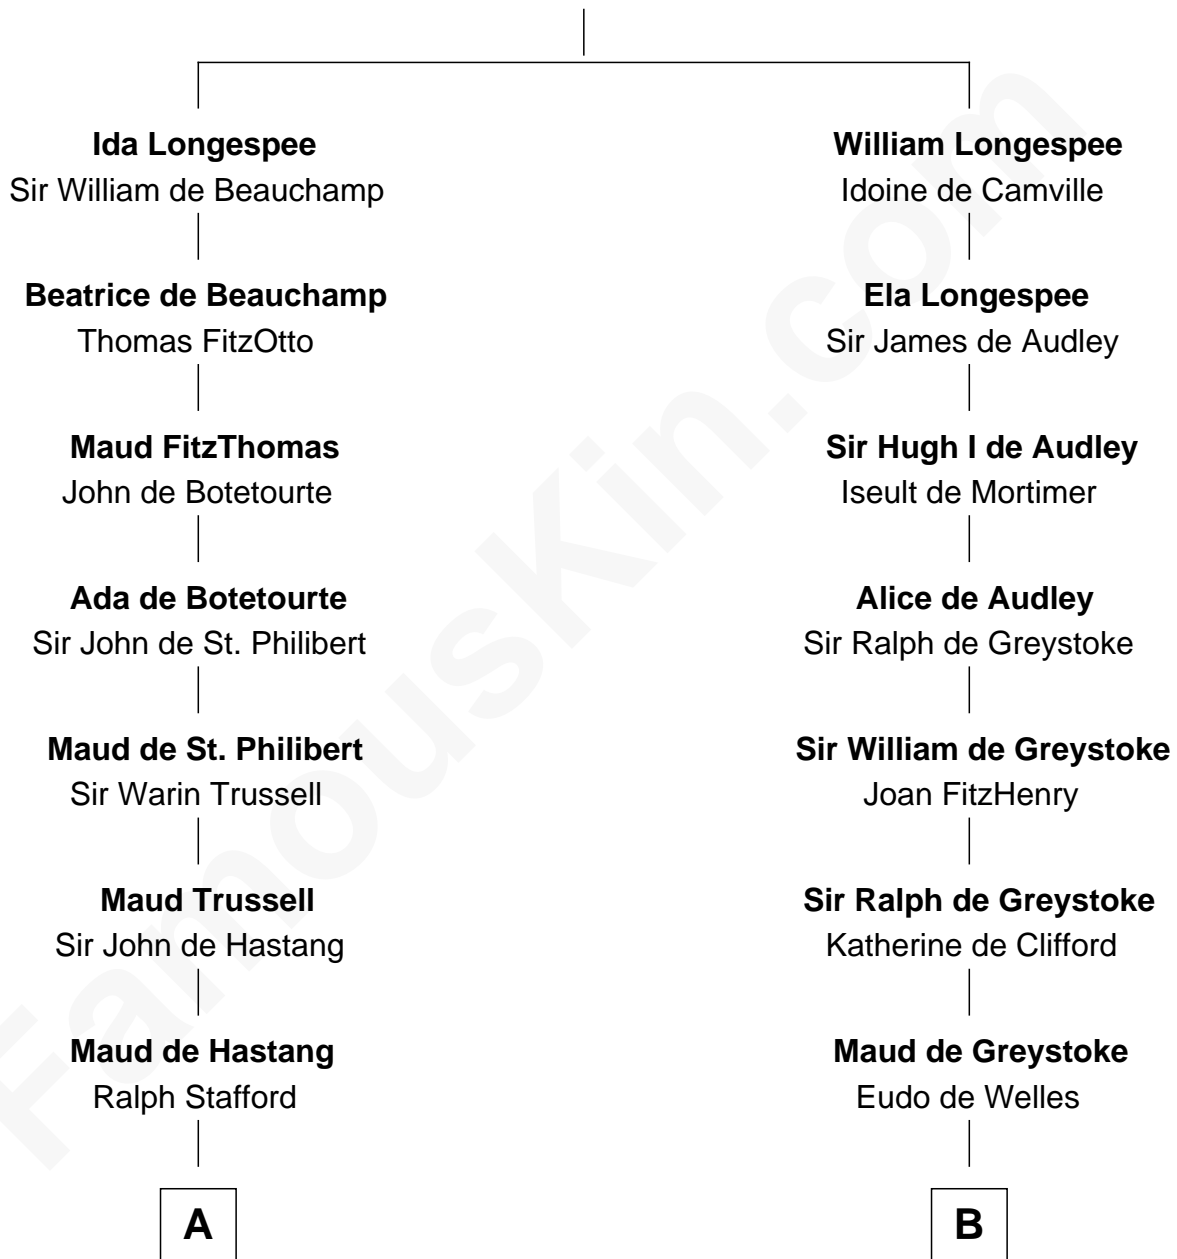 Ida Longespee
Sir William de Beauchamp
William Longespee
Idoine de Camville
Beatrice de Beauchamp
Thomas FitzOtto
Ela Longespee
Sir James de Audley
Maud FitzThomas
John de Botetourte
Sir Hugh I de Audley
Iseult de Mortimer
Ada de Botetourte
Sir John de St. Philibert
Alice de Audley
Sir Ralph de Greystoke
Maud de St. Philibert
Sir Warin Trussell
Sir William de Greystoke
Joan FitzHenry
Maud Trussell
Sir John de Hastang
Sir Ralph de Greystoke
Katherine de Clifford
Maud de Hastang
Ralph Stafford
Maud de Greystoke
Eudo de Welles
A
B
FamousKin.com